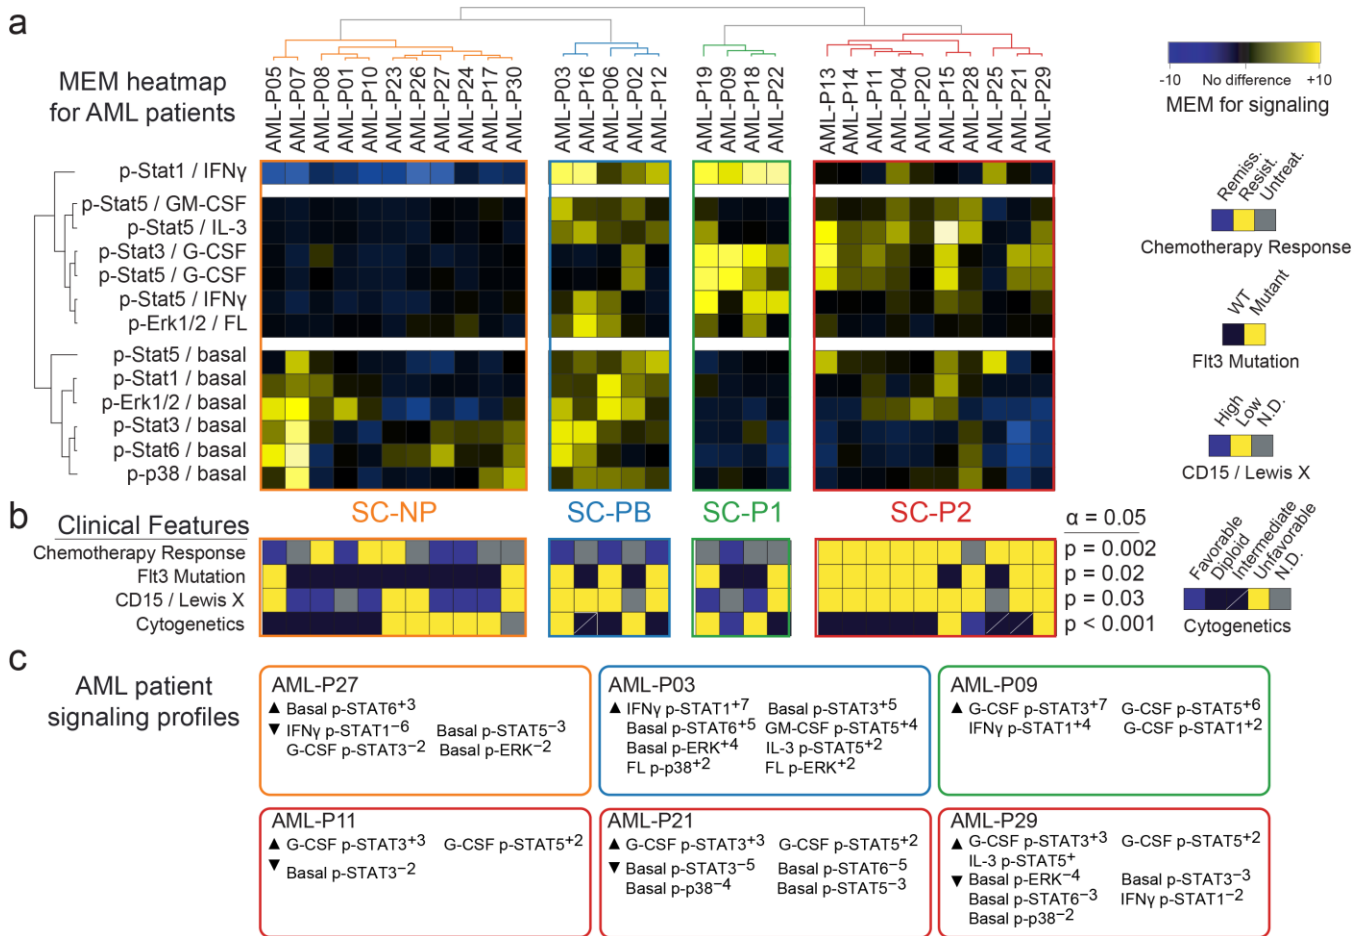 a
MEM heatmap
for AML patients
AML-P05
AML-P07
AML-P08
AML-P01
AML-P10
AML-P23
AML-P26
AML-P27
AML-P24
AML-P17
AML-P30
AML-P03
AML-P16
AML-P06
AML-P02
AML-P12
AML-P19
AML-P09
AML-P18
AML-P22
AML-P13
AML-P14
AML-P11
AML-P04
AML-P20
AML-P15
AML-P28
AML-P25
AML-P21
AML-P29
-10 No difference +10
MEM for signaling
p-Stat1 / IFNγ
p-Stat5 / GM-CSF
p-Stat5 / IL-3
p-Stat3 / G-CSF
p-Stat5 / G-CSF
p-Stat5 / IFNγ
p-Erk1/2 / FL
p-Stat5 / basal
p-Stat1 / basal
p-Erk1/2 / basal
p-Stat3 / basal
p-Stat6 / basal
p-p38 / basal
Remiss.
Resist.
Untreat.
Chemotherapy Response
WT
Mutant
Flt3 Mutation
High
Low
N.D.
CD15 / Lewis X
SC-NP
SC-PB
SC-P1
SC-P2
b
Clinical Features
α = 0.05
Chemotherapy Response
p = 0.002
Flt3 Mutation
p = 0.02
CD15 / Lewis X
p = 0.03
Cytogenetics
p < 0.001
Favorable
Diploid
Intermediate
Unfavorable
N.D.
Cytogenetics
c
AML patient
signaling profiles
AML-P27
▲ Basal p-STAT6+3
▼ IFNγ p-STAT1−6 Basal p-STAT5−3
G-CSF p-STAT3−2 Basal p-ERK−2
AML-P03
▲ IFNγ p-STAT1+7 Basal p-STAT3+5
Basal p-STAT6+5 GM-CSF p-STAT5+4
Basal p-ERK+4 IL-3 p-STAT5+2
FL p-p38+2 FL p-ERK+2
AML-P09
▲ G-CSF p-STAT3+7 G-CSF p-STAT5+6
IFNγ p-STAT1+4 G-CSF p-STAT1+2
AML-P11
▲ G-CSF p-STAT3+3 G-CSF p-STAT5+2
▼ Basal p-STAT3−2
AML-P21
▲ G-CSF p-STAT3+3 G-CSF p-STAT5+2
▼ Basal p-STAT3−5 Basal p-STAT6−5
Basal p-p38−4 Basal p-STAT5−3
AML-P29
▲ G-CSF p-STAT3+3 G-CSF p-STAT5+2
IL-3 p-STAT5+
▼ Basal p-ERK−4 Basal p-STAT3−3
Basal p-STAT6−3 IFNγ p-STAT1−2
Basal p-p38−2